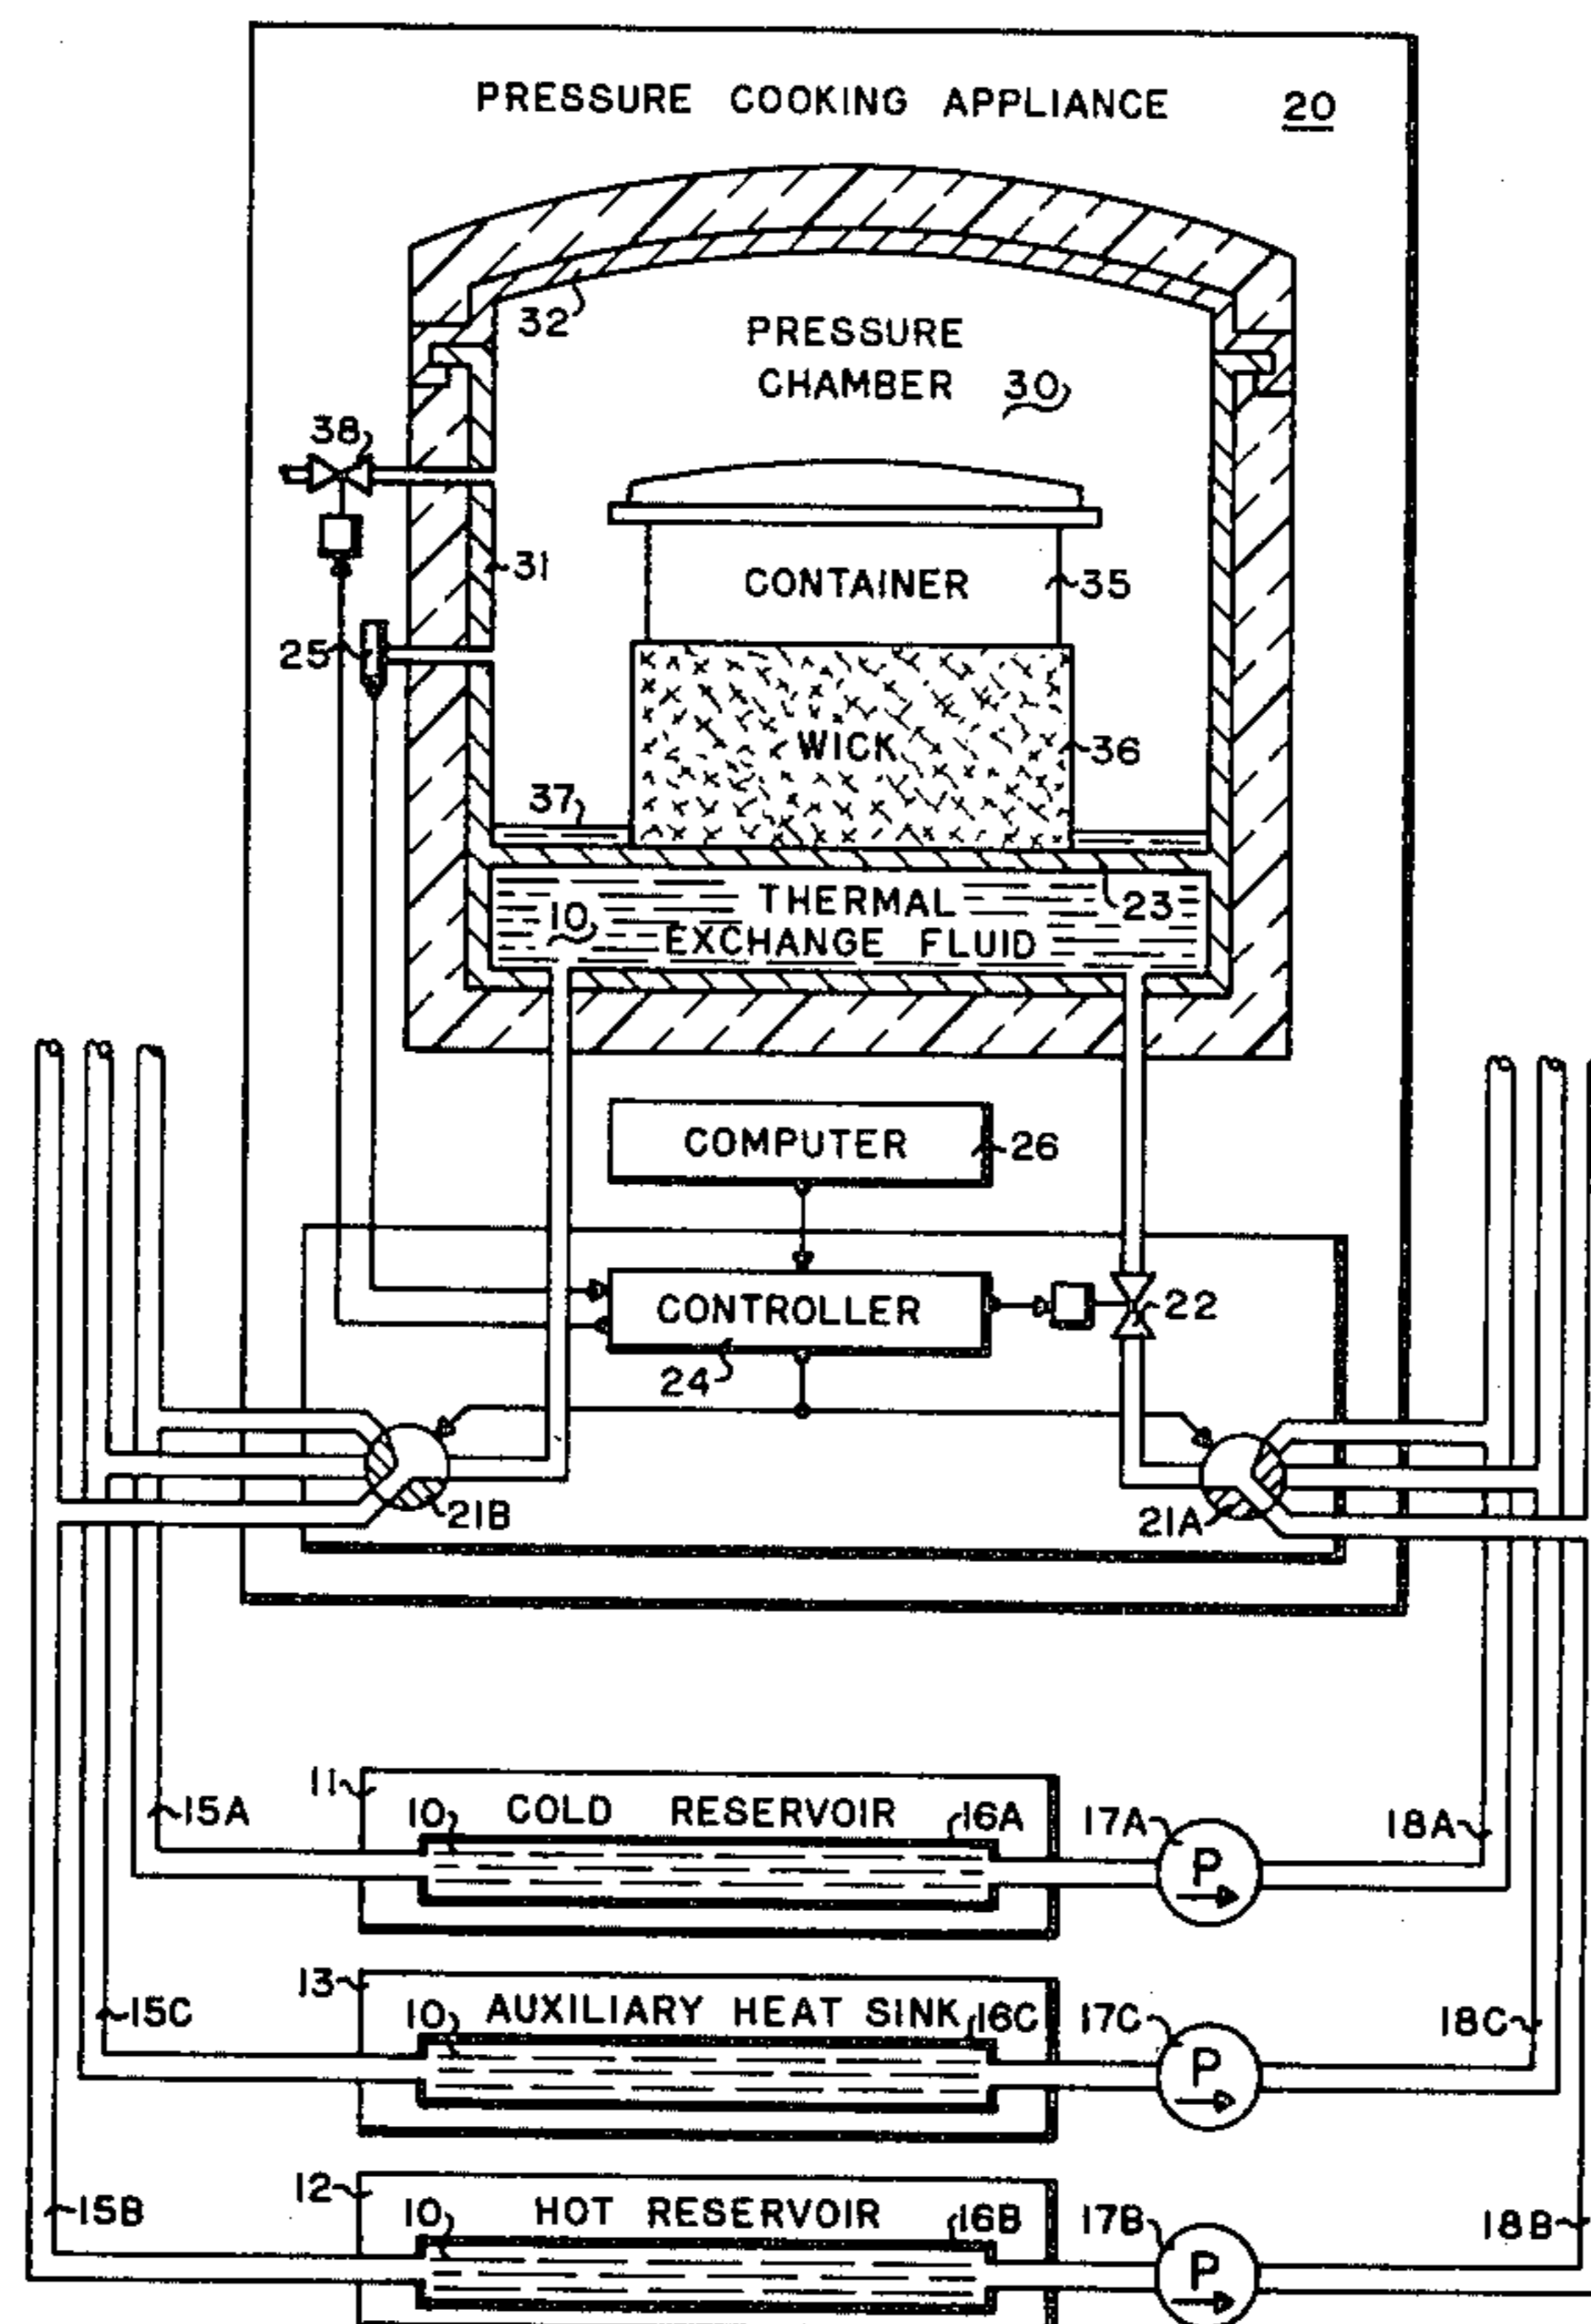 PRESSURE COOKING APPLIANCE 20
32
PRESSURE
CHAMBER 30
38
31
CONTAINER 35
25
WICK 36
37
THERMAL 23
10 EXCHANGE FLUID
COMPUTER 26
CONTROLLER 22
24
21B 21A
11 COLD RESERVOIR
15A 10 16A 17A 18A
P
13 AUXILIARY HEAT SINK
15C 10 16C 17C 18C
P
12 HOT RESERVOIR
15B 10 16B 17B 18B
P